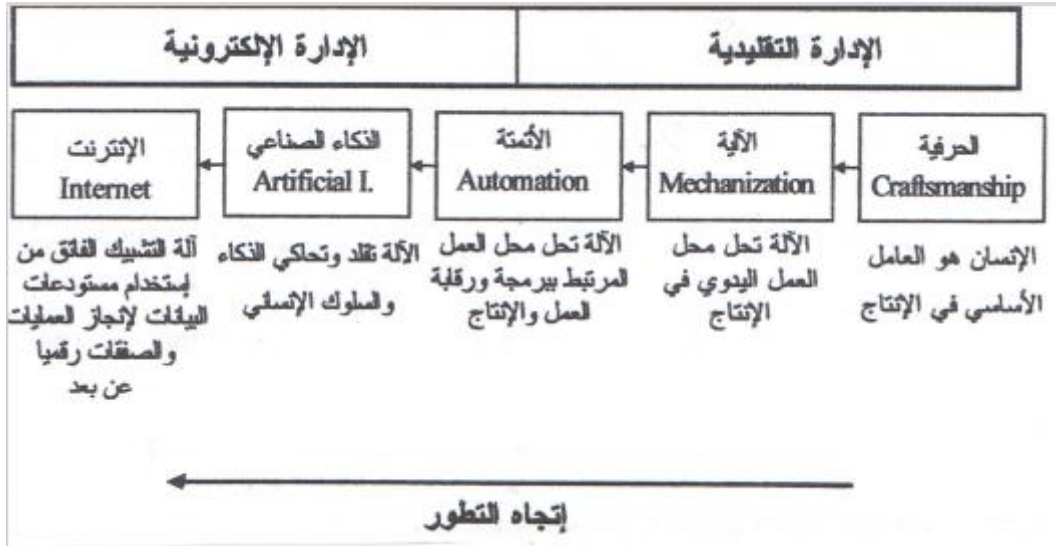 الإدارة التقليدية
الإدارة الإلكترونية
الحرفية
Craftsmanship
الإنسان هو العامل
الأساسي في الإنتاج
الآلية
Mechanization
الآلة تحل محل
العمل اليدوي في
الإنتاج
الأتمتة
Automation
الآلة تحل محل العمل
المرتبط ببرمجة ورقابة
العمل والإنتاج
الذكاء الصناعي
Artificial I.
الآلة تقلد وتحاكي الذكاء
والسلوك الإنساني
الإنترنت
Internet
آلة التشبيك الفائق من
إستخدام مستودعات
البيانات لإنجاز العمليات
والصفقات رقميا
عن بعد
إتجاه التطور